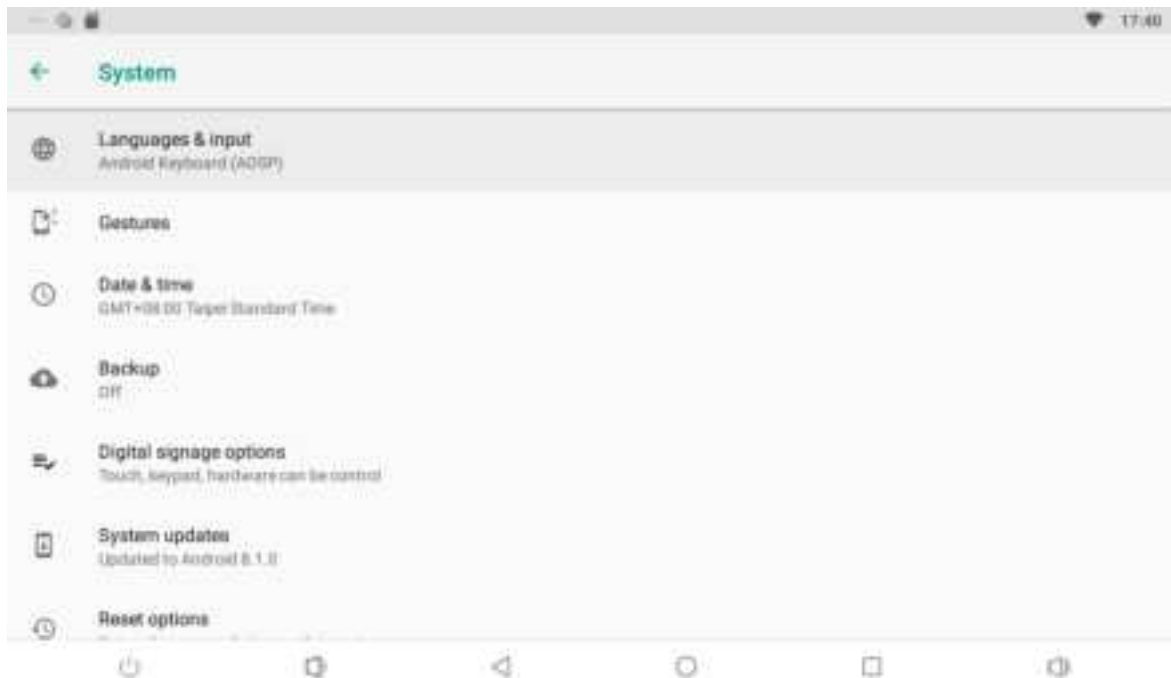 17:40
System
Languages & input
Android Keyboard (AOSP)
Gestures
Date & time
GMT+08:00 Taipei Standard Time
Backup
Off
Digital signage options
Touch, keypad, hardware can be control
System updates
Updated to Android 8.1.0
Reset options